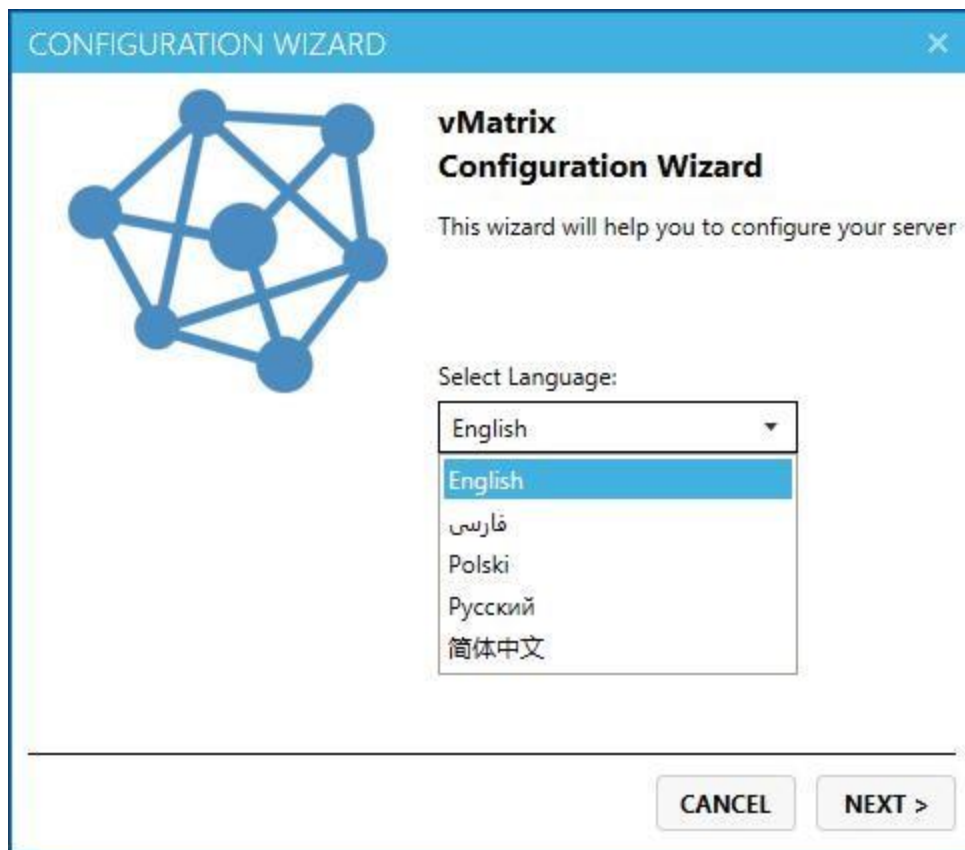 CONFIGURATION WIZARD
vMatrix
Configuration Wizard
This wizard will help you to configure your server
Select Language:
English
English
فارسی
Polski
Русский
简体中文
CANCEL
NEXT >